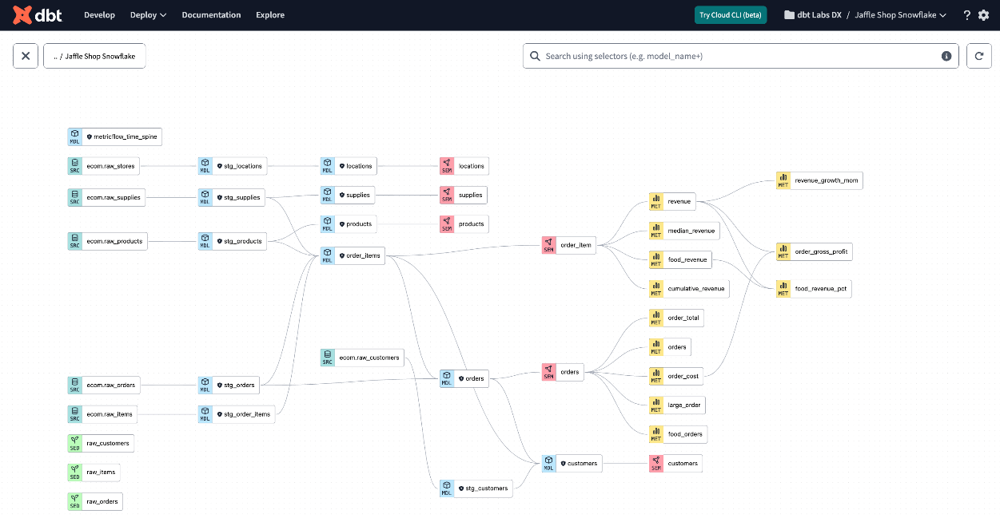 dbt
Develop
Deploy
Documentation
Explore
Try Cloud CLI (beta)
dbt Labs DX / Jaffle Shop Snowflake
?
.. / Jaffle Shop Snowflake
Search using selectors (e.g. model_name+)
MDL metricflow_time_spine
SRC ecom.raw_stores
MDL stg_locations
MDL locations
SEM locations
MET revenue_growth_mom
SRC ecom.raw_supplies
MDL stg_supplies
MDL supplies
SEM supplies
MET revenue
MDL products
SEM products
MET median_revenue
SRC ecom.raw_products
MDL stg_products
MDL order_items
SEM order_item
MET food_revenue
MET order_gross_profit
MET cumulative_revenue
MET food_revenue_pct
MET order_total
SRC ecom.raw_customers
MET orders
MDL orders
SEM orders
MET order_cost
SRC ecom.raw_orders
MDL stg_orders
MET large_order
SRC ecom.raw_items
MDL stg_order_items
MET food_orders
SED raw_customers
MDL customers
SEM customers
SED raw_items
MDL stg_customers
SED raw_orders